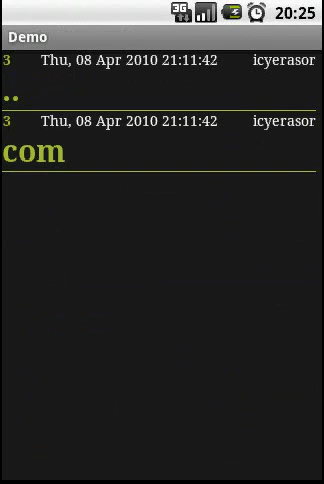 3G 20:25
Demo
3 Thu, 08 Apr 2010 21:11:42 icyerasor
..
3 Thu, 08 Apr 2010 21:11:42 icyerasor
com